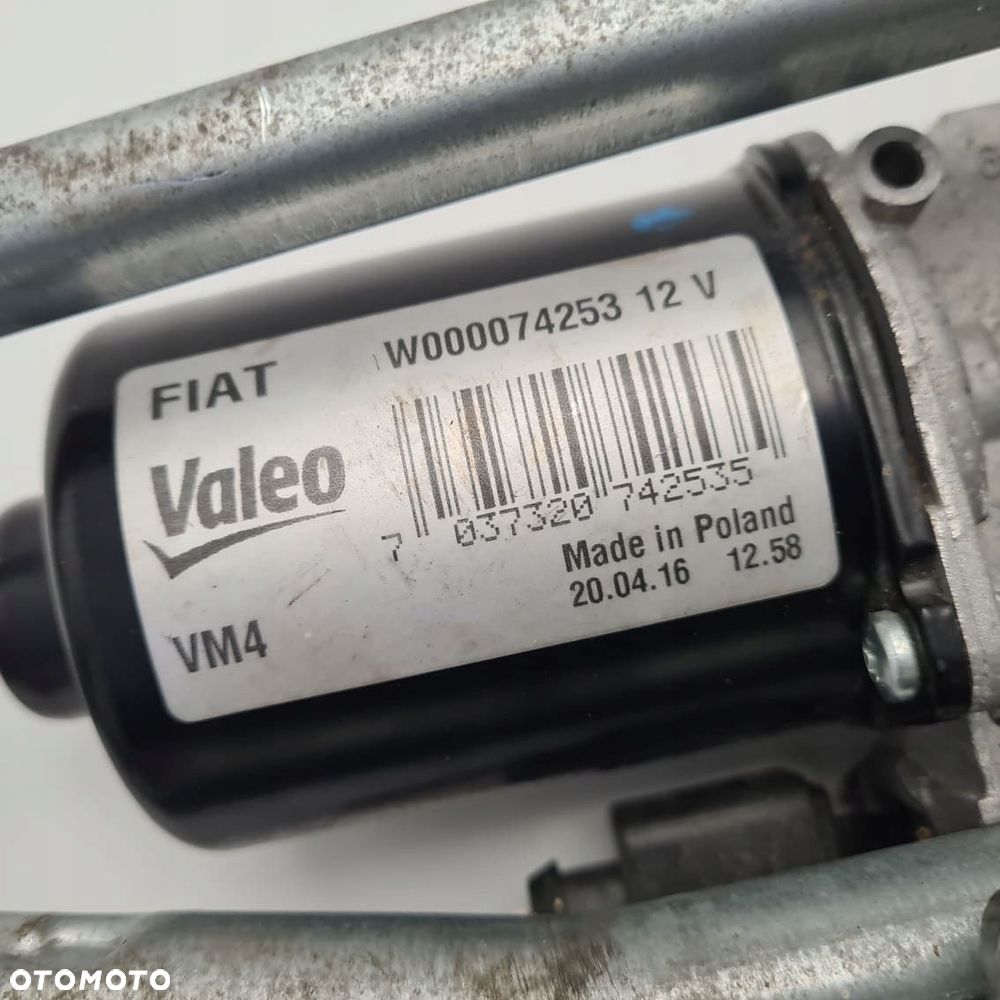 W000074253 12 V
FIAT
Valeo
7 037320 742535
Made in Poland
20.04.16 12.58
VM4
OTOMOTO